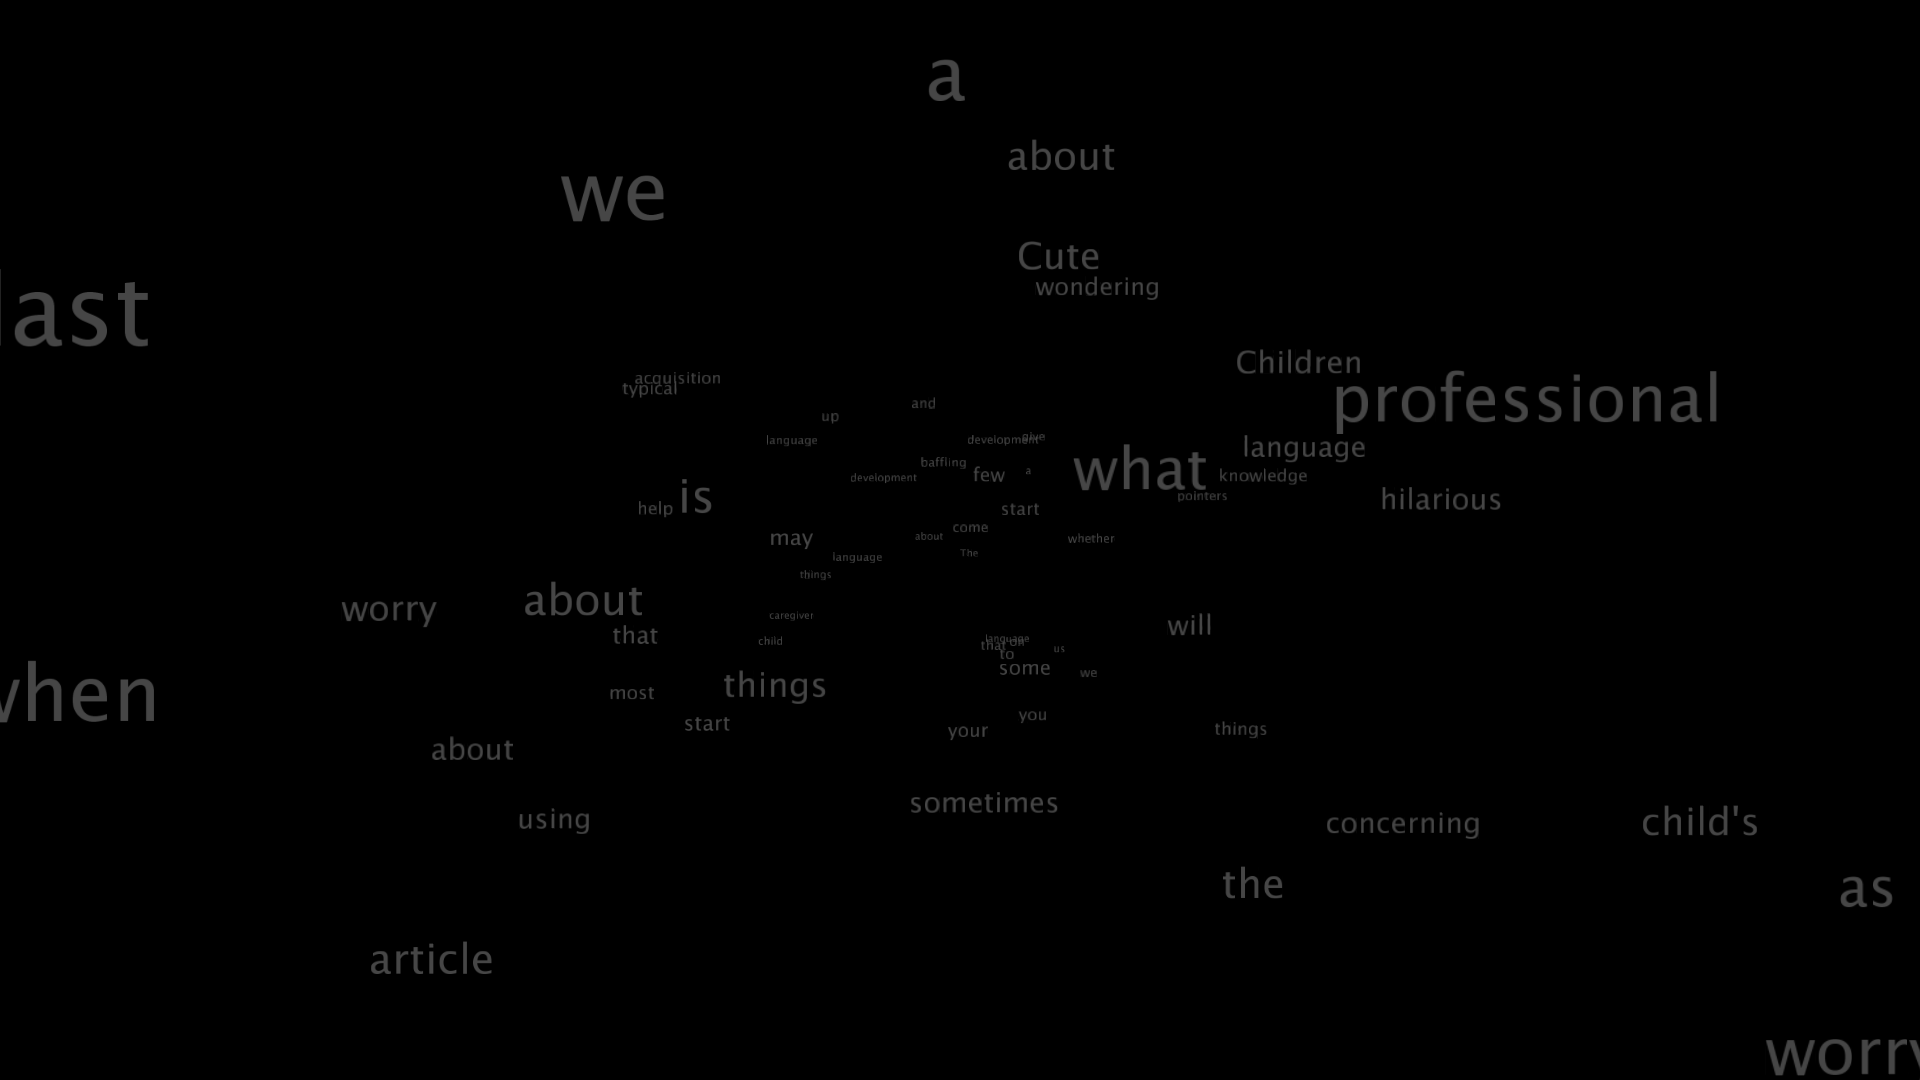 a
about
we
Cute
wondering
last
Children
acquisition
typical
professional
and
up
language
development
give
language
baffling
few
a
what
knowledge
development
is
pointers
hilarious
help
start
come
may
about
whether
The
language
things
about
worry
caregiver
will
that
child
language
on
that
us
to
some
we
things
when
most
you
start
your
things
about
sometimes
using
concerning
child's
the
as
article
worry